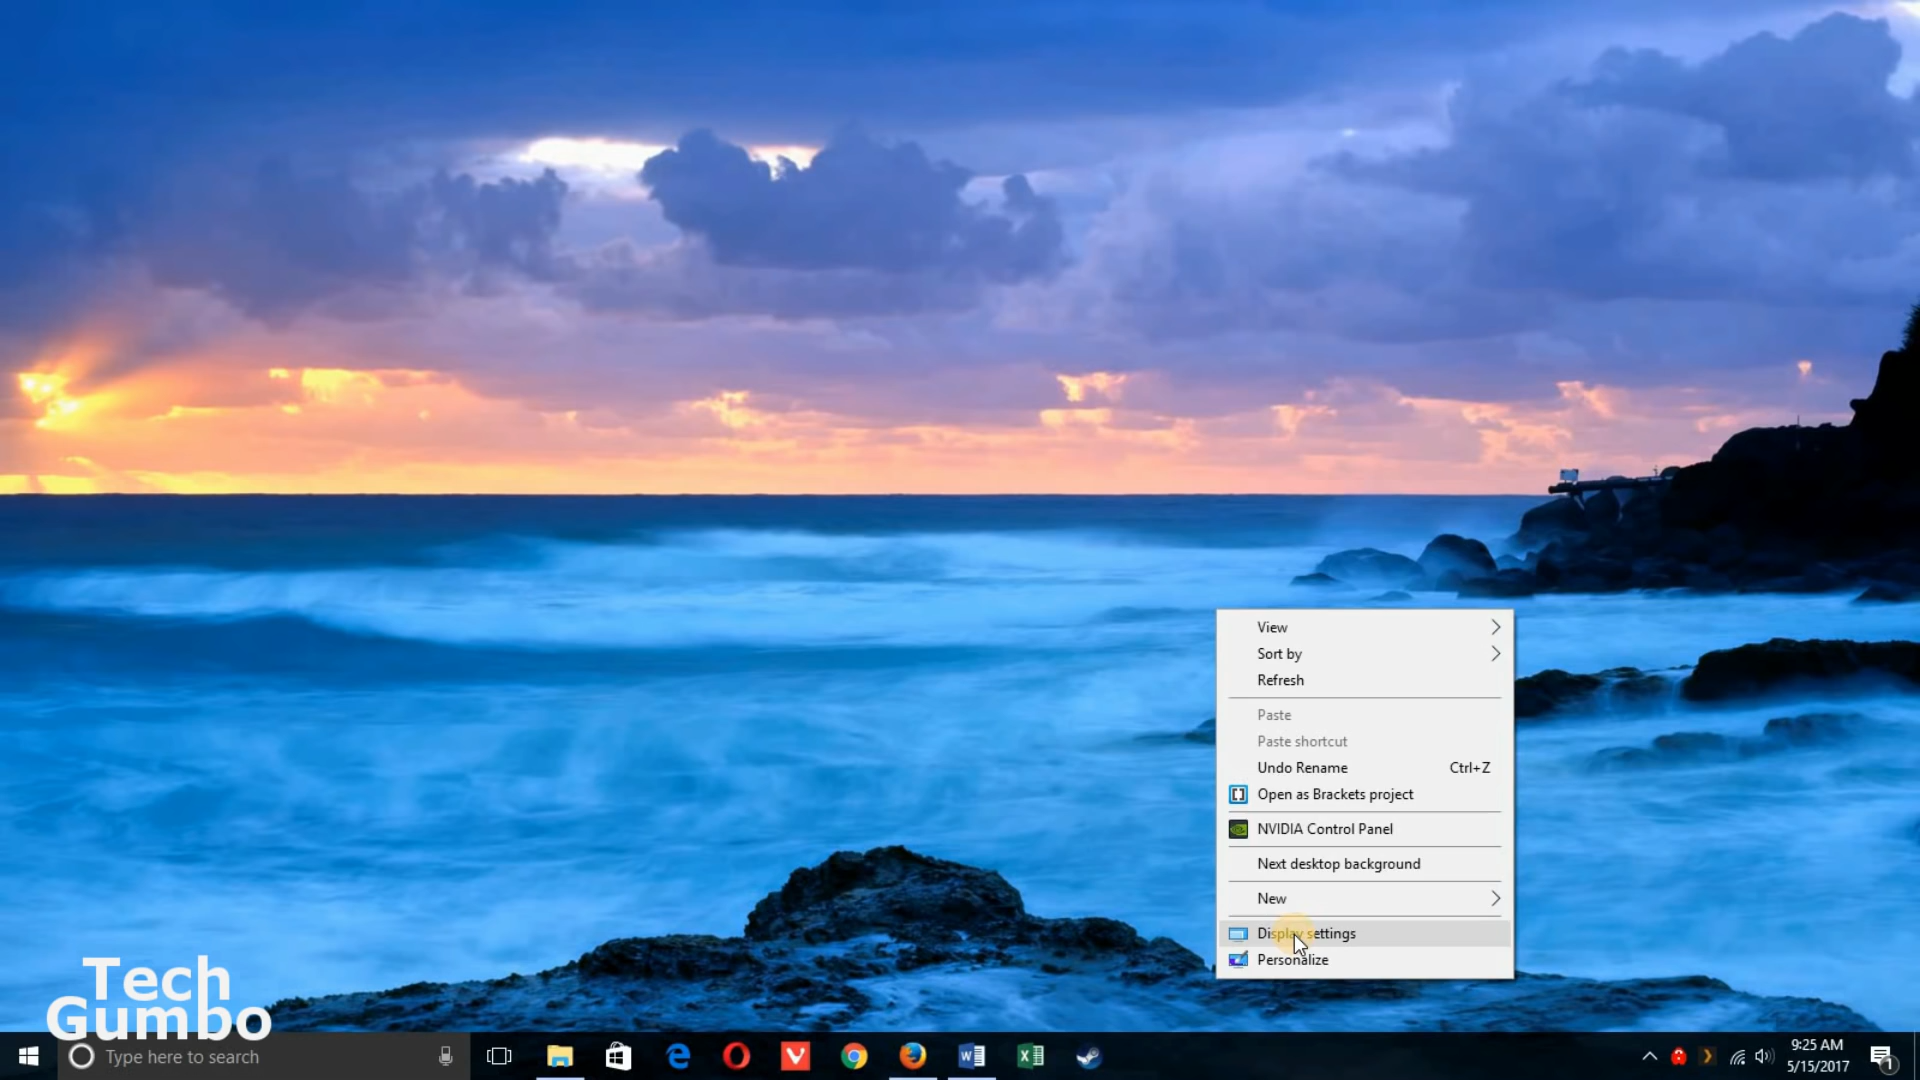 View
Sort by
Refresh
Paste
Paste shortcut
Undo Rename Ctrl+Z
Open as Brackets project
NVIDIA Control Panel
Next desktop background
New
Display settings
Personalize
Tech
Gumbo
Type here to search
9:25 AM
5/15/2017
1